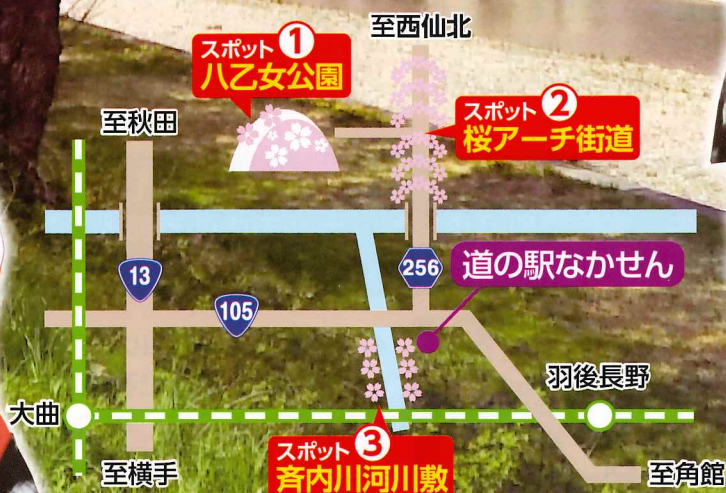 至西仙北
スポット①
八乙女公園
スポット②
桜アーチ街道
至秋田
13
256
道の駅なかせん
105
羽後長野
大曲
スポット③
斉内川河川敷
至横手
至角館